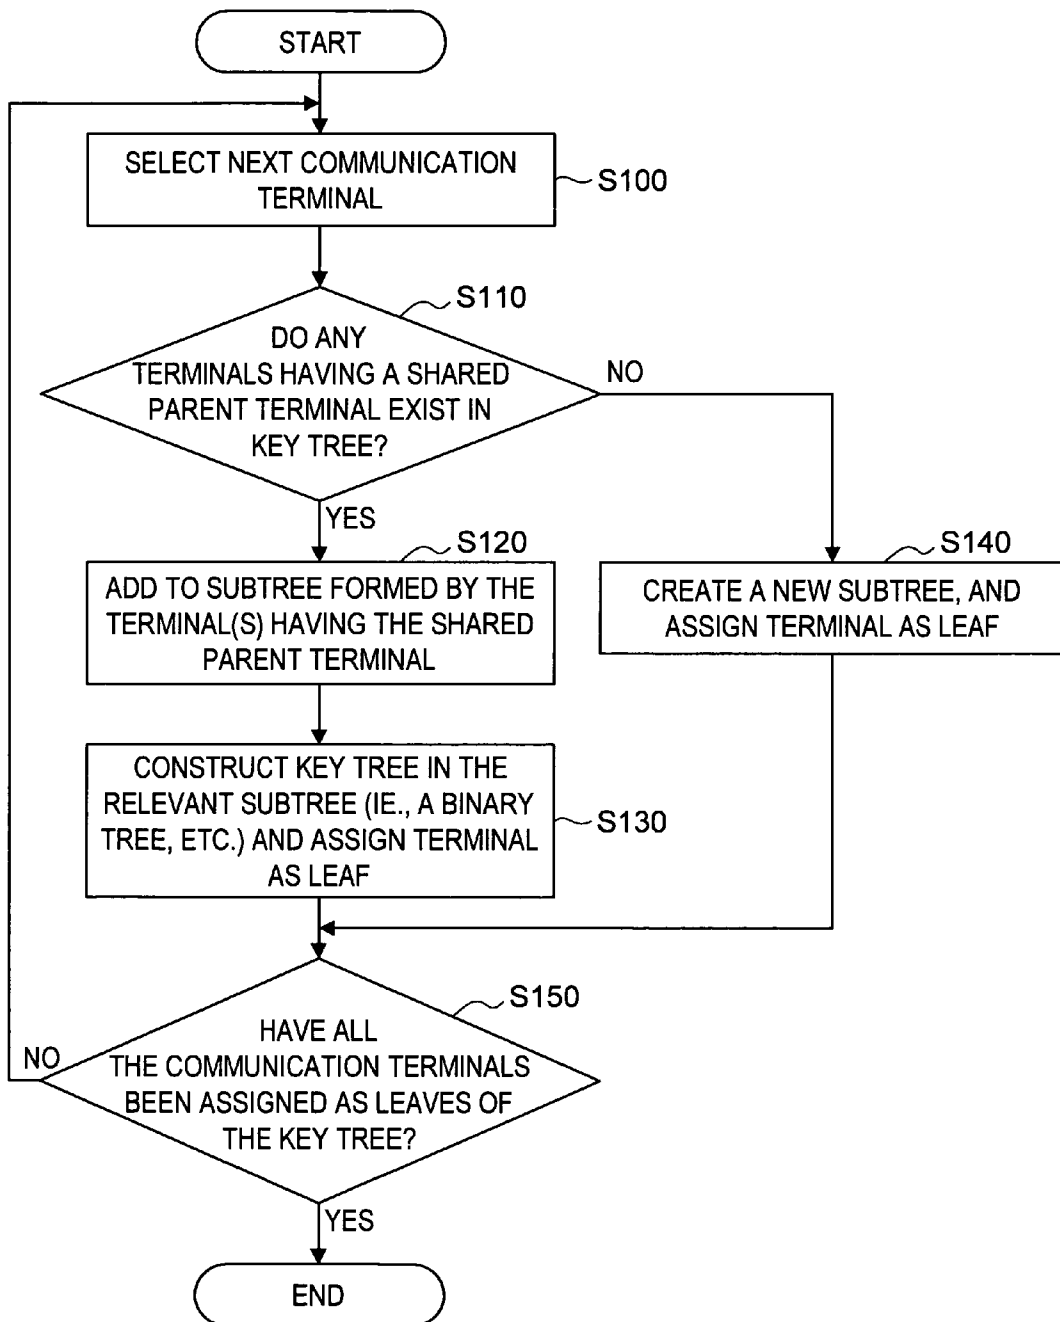 START
SELECT NEXT COMMUNICATION
TERMINAL
S100
S110
DO ANY
TERMINALS HAVING A SHARED
PARENT TERMINAL EXIST IN
KEY TREE?
NO
YES
S120
ADD TO SUBTREE FORMED BY THE
TERMINAL(S) HAVING THE SHARED
PARENT TERMINAL
S140
CREATE A NEW SUBTREE, AND
ASSIGN TERMINAL AS LEAF
CONSTRUCT KEY TREE IN THE
RELEVANT SUBTREE (IE., A BINARY
TREE, ETC.) AND ASSIGN TERMINAL
AS LEAF
S130
S150
HAVE ALL
THE COMMUNICATION TERMINALS
BEEN ASSIGNED AS LEAVES OF
THE KEY TREE?
NO
YES
END